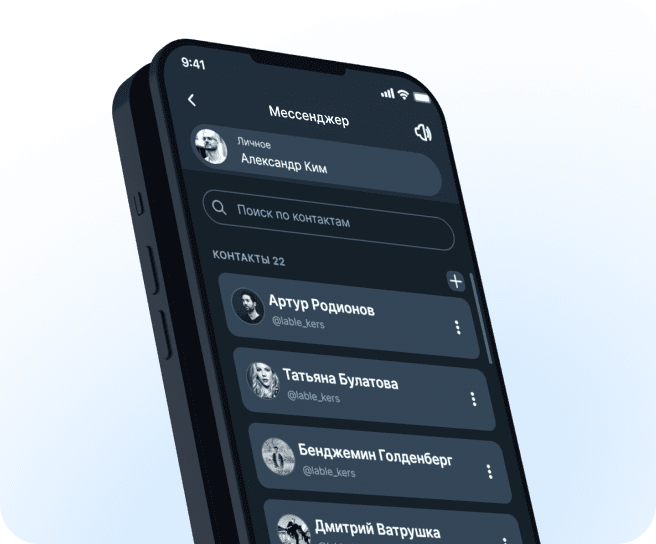 9:41
Мессенджер
Личное
Александр Ким
Поиск по контактам
КОНТАКТЫ 22
Артур Родионов
@lable_kers
Татьяна Булатова
@lable_kers
Бенджемин Голденберг
@lable_kers
Дмитрий Ватрушка